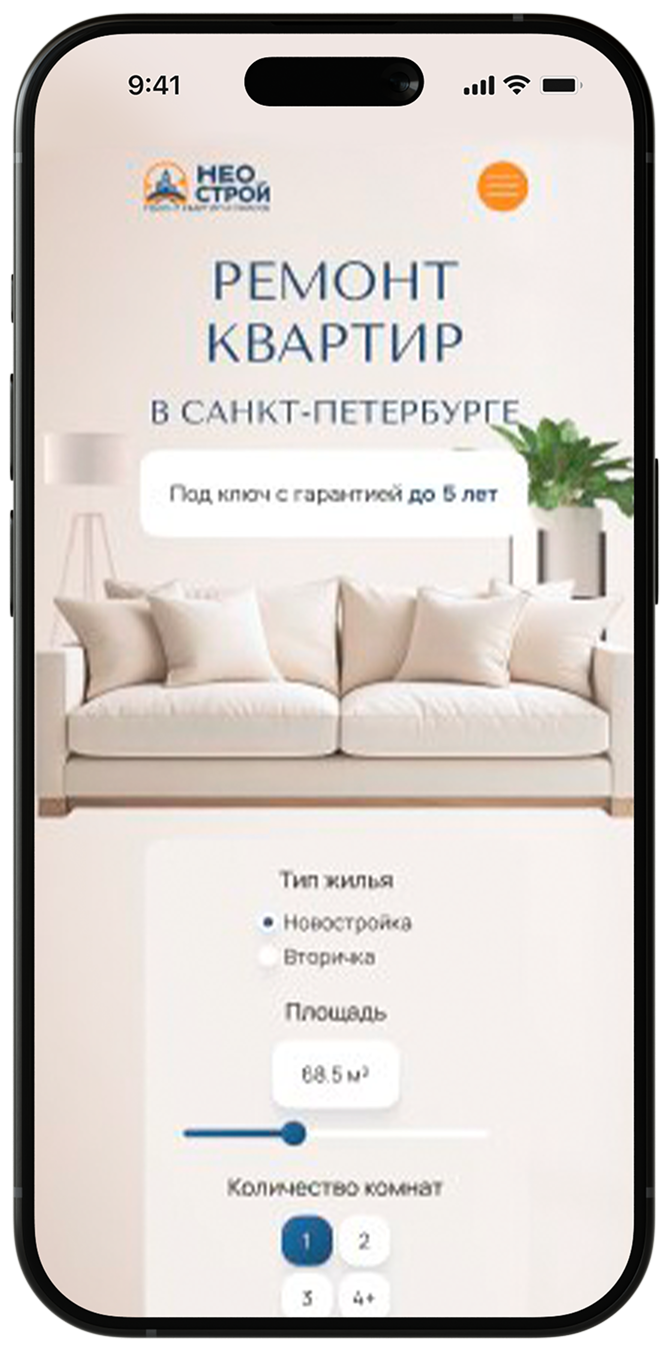 9:41
НЕО
СТРОЙ
РЕМОНТ
КВАРТИР
В САНКТ-ПЕТЕРБУРГЕ
Под ключ с гарантией до 5 лет
Тип жилья
Новостройка
Вторичка
Площадь
68.5 м²
Количество комнат
1 2
3 4+